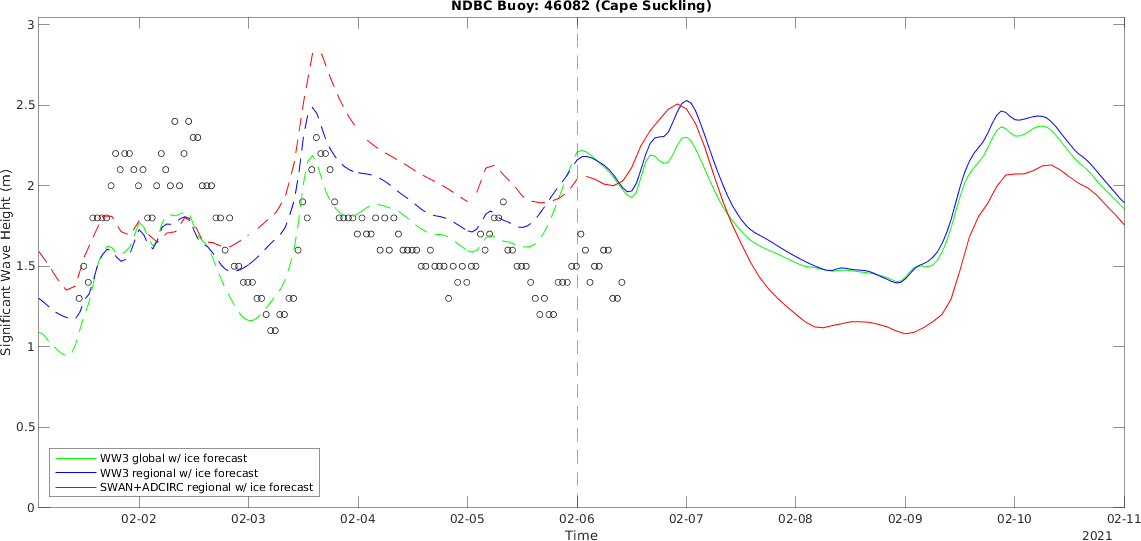 NDBC Buoy: 46082 (Cape Suckling)
3
2.5
2
1.5
1
0.5
0
Significant Wave Height (m)
WW3 global w/ ice forecast
WW3 regional w/ ice forecast
SWAN+ADCIRC regional w/ ice forecast
02-02 02-03 02-04 02-05 02-06 02-07 02-08 02-09 02-10 02-11
Time
2021